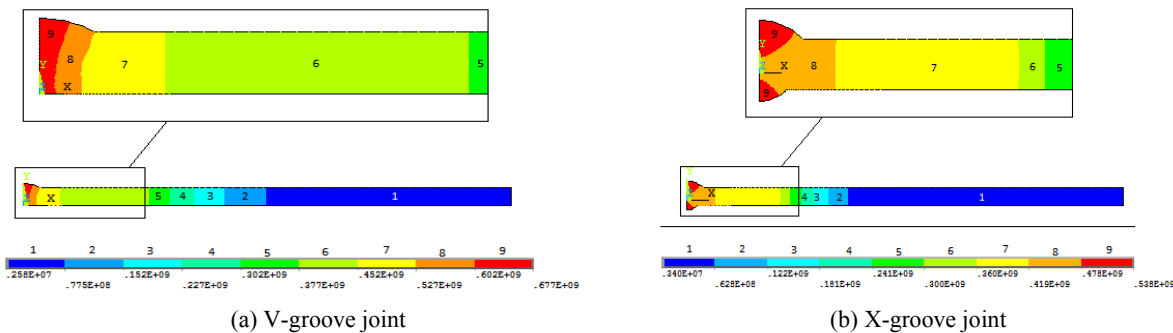 9
8
7
6
5
Y
X
9
8
7
6
5
Y
Z
X
9
Y
X
5
4
3
2
1
Y
X
4
3
2
1
1 2 3 4 5 6 7 8 9
.258E+07 .152E+09 .302E+09 .452E+09 .602E+09
.775E+08 .227E+09 .377E+09 .527E+09 .677E+09
1 2 3 4 5 6 7 8 9
.340E+07 .122E+09 .241E+09 .360E+09 .478E+09
.628E+08 .181E+09 .300E+09 .419E+09 .538E+09
(a) V-groove joint
(b) X-groove joint